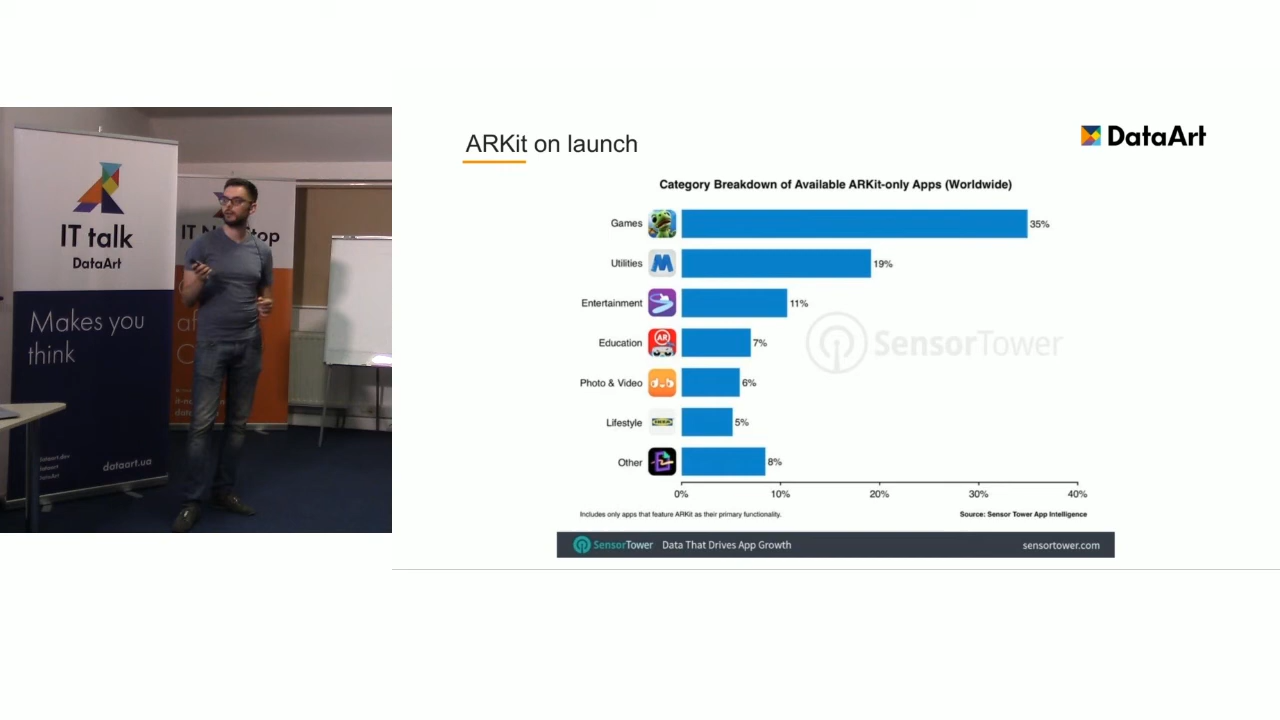 IT talk
DataArt
Makes you
think
dataart.ua
ARKit on launch
DataArt
Category Breakdown of Available ARKit-only Apps (Worldwide)
Games 35%
Utilities 19%
Entertainment 11%
Education AR 7%
Photo & Video 6%
Lifestyle IKEA 5%
Other 8%
SensorTower
0% 10% 20% 30% 40%
Includes only apps that feature ARKit as their primary functionality.
Source: Sensor Tower App Intelligence
SensorTower Data That Drives App Growth
sensortower.com